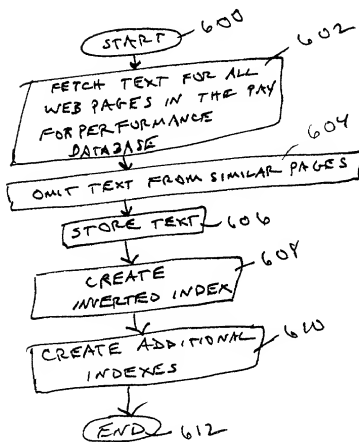 START 600
602
FETCH TEXT FOR ALL
WEB PAGES IN THE PAY
FOR PERFORMANCE
DATABASE
604
OMIT TEXT FROM SIMILAR PAGES
STORE TEXT 606
608
CREATE
INVERTED INDEX
610
CREATE ADDITIONAL
INDEXES
END 612